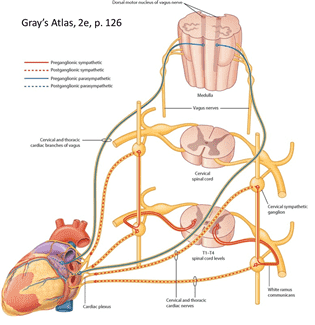 Dorsal motor nucleus of vagus nerve
Gray's Atlas, 2e, p. 126
Preganglionic sympathetic
Postganglionic sympathetic
Preganglionic parasympathetic
Postganglionic parasympathetic
Medulla
Vagus nerves
Cervical and thoracic
cardiac branches of vagus
Cervical
spinal cord
Cervical sympathetic
ganglion
T1-T4
spinal levels
White ramus
communicans
Cardiac plexus
Cervical and thoracic
cardiac nerves